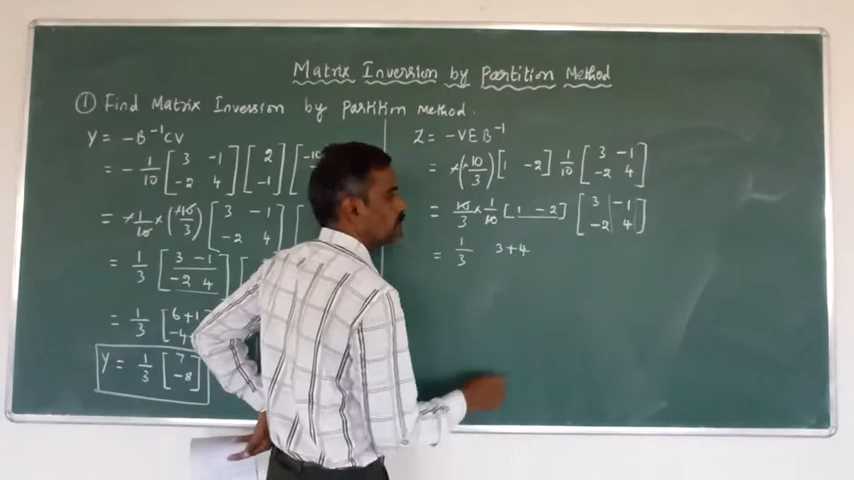 Matrix Inversion by Partition Method
① Find Matrix Inversion by Partition Method.
Y = -B⁻¹CV
= - 1/10 [3 -1; -2 4] [2; -1] [-10
= + 1/10 × (+10/3) [3 -1; -2 4] [
= 1/3 [3 -1; -2 4] [
= 1/3 [6+1; -4
Y = 1/3 [7; -8]
Z = -VEB⁻¹
= +(+10/3) [1 -2] 1/10 [3 -1; -2 4]
= 10/3 × 1/10 [1 -2] [3 -1; -2 4]
= 1/3 3+4